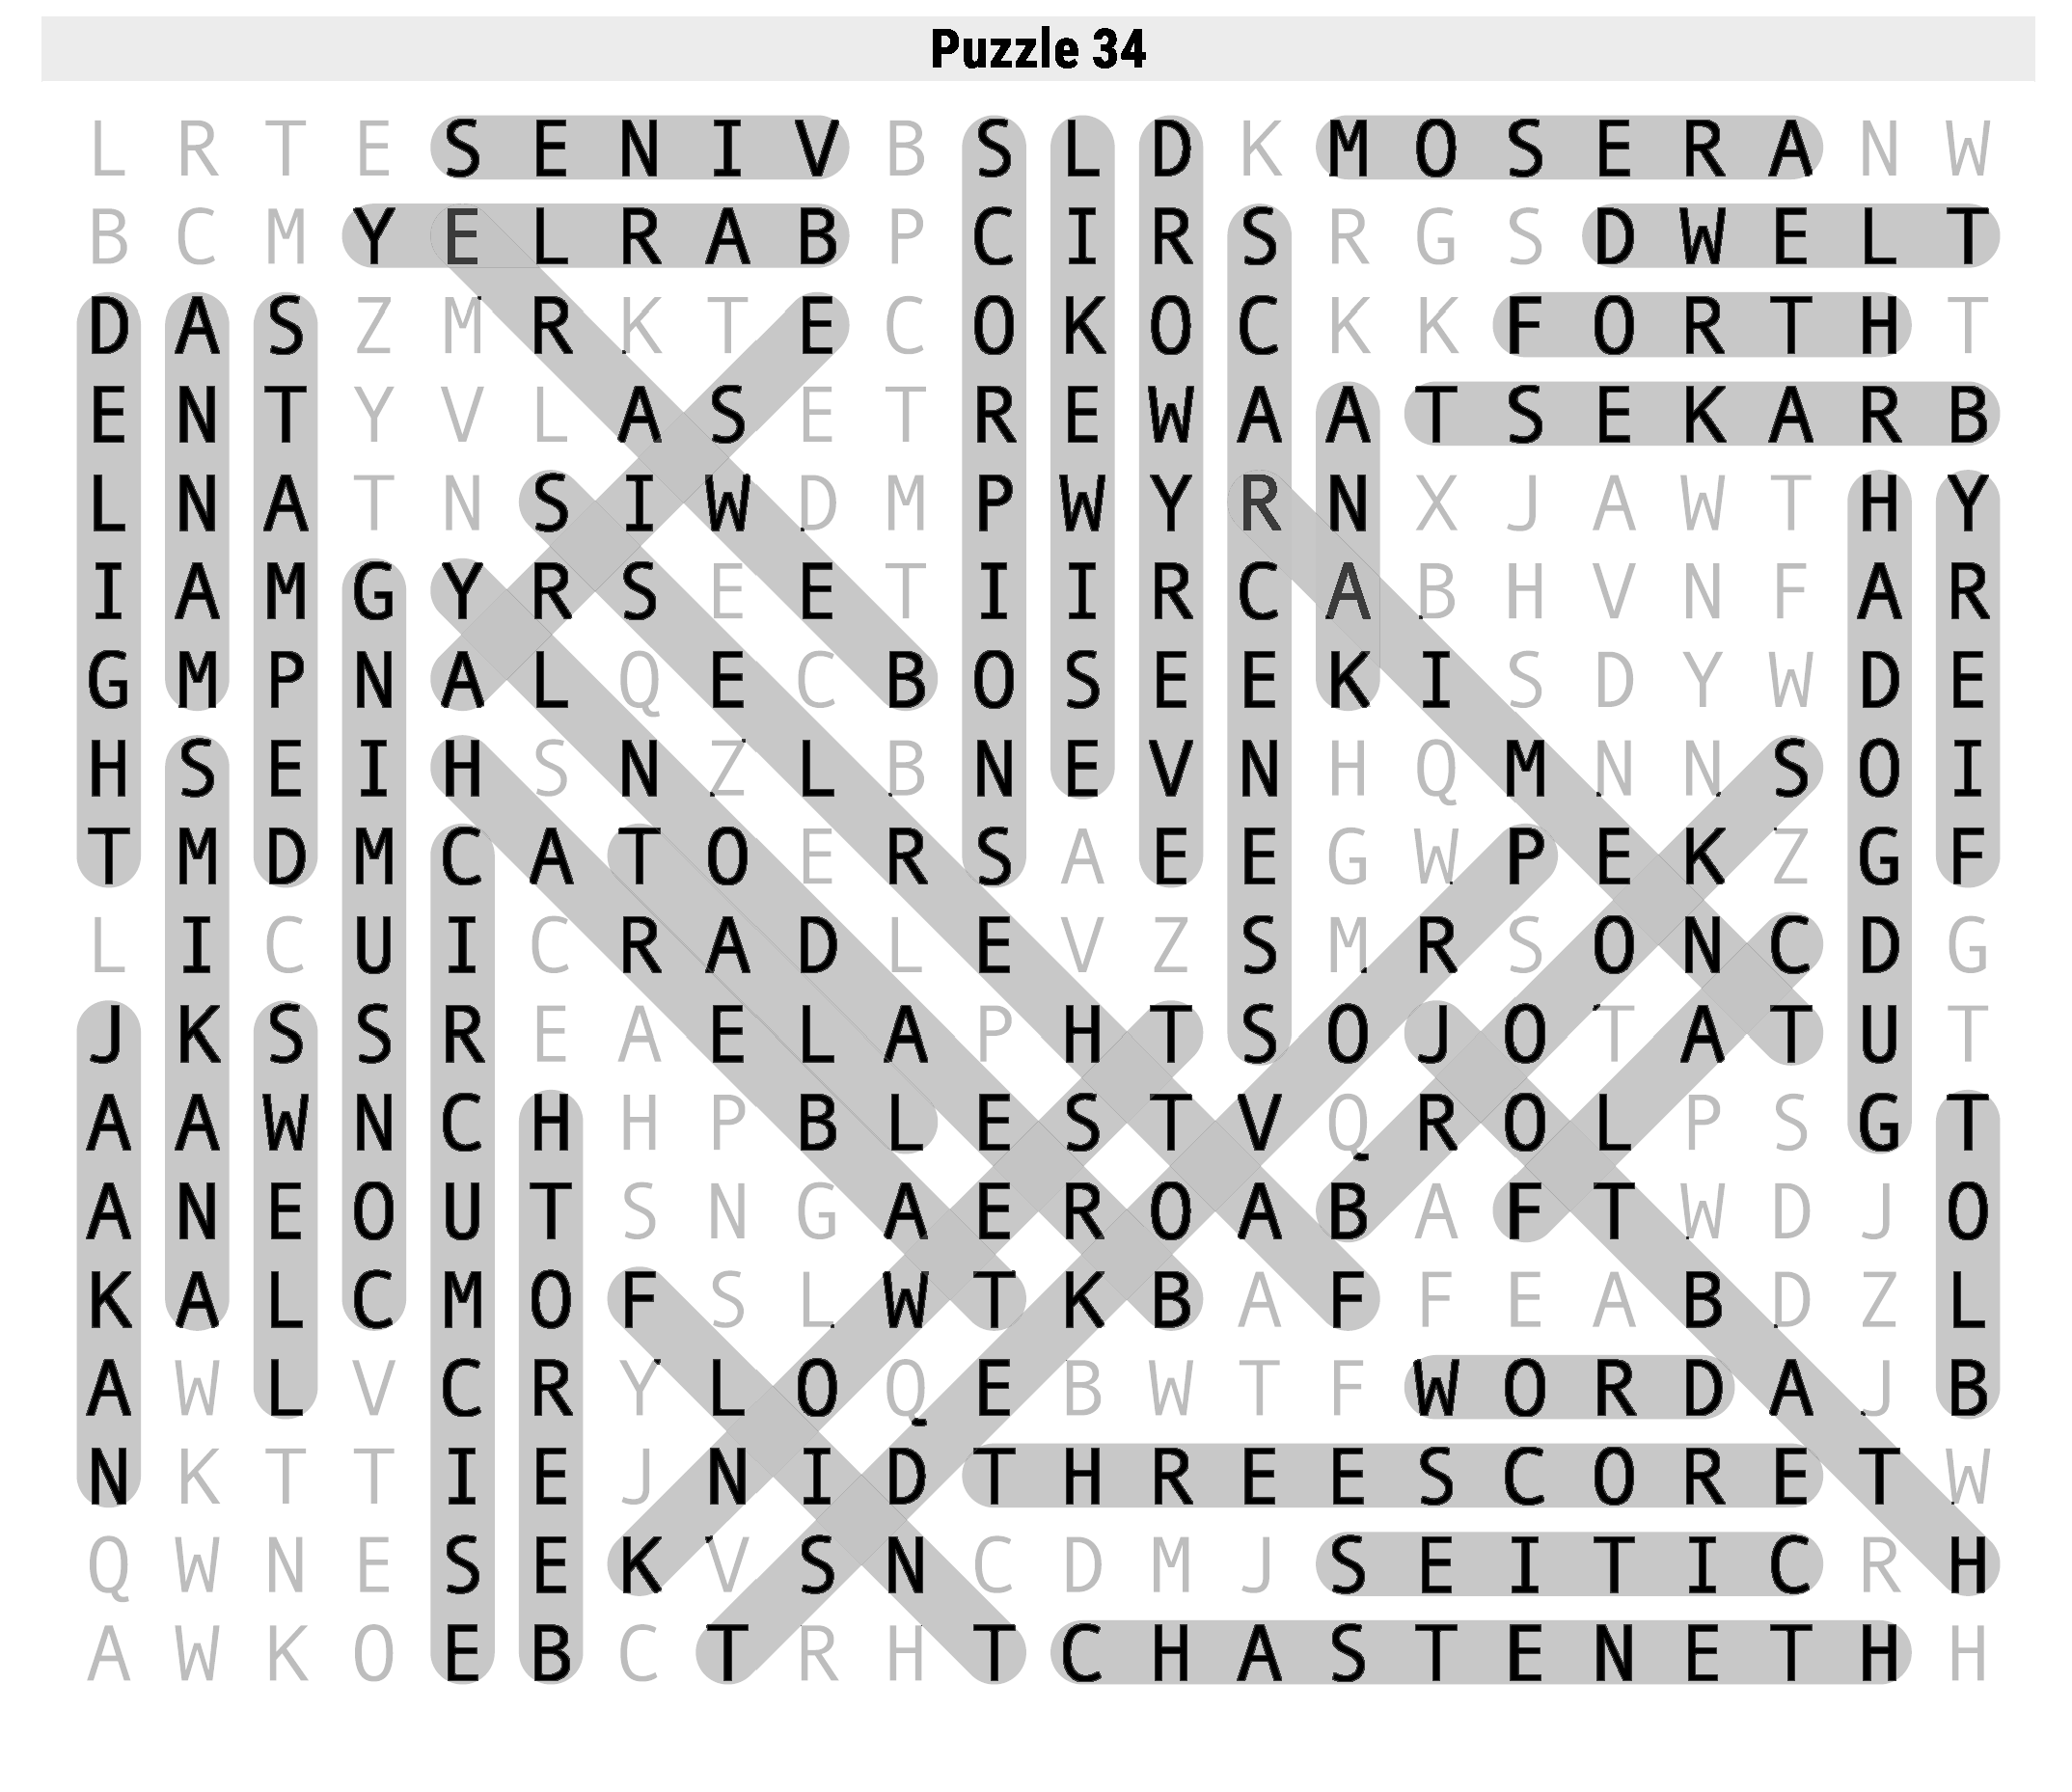 Puzzle 34
L R T E S E N I V B S L D K M O S E R A N W
B C M Y E L R A B P C I R S R G S D W E L T
D A S Z M R K T E C O K O C K K F O R T H T
E N T Y V L A S E T R E W A A T S E K A R B
L N A T N S I W D M P W Y R N X J A W T H Y
I A M G Y R S E E T I I R C A B H V N F A R
G M P N A L Q E C B O S E E K I S D Y W D E
H S E I H S N Z L B N E V N H Q M N N S O I
T M D M C A T O E R S A E E G W P E K Z G F
L I C U I C R A D L E V Z S M R S O N C D G
J K S S R E A E L A P H T S O J O T A T U T
A A W N C H H P B L E S T V Q R O L P S G T
A N E O U T S N G A E R O A B A F T W D J O
K A L C M O F S L W T K B A F F E A B D Z L
A W L V C R Y L O Q E B W T F W O R D A J B
N K T T I E J N I D T H R E E S C O R E T W
Q W N E S E K V S N C D M J S E I T I C R H
A W K O E B C T R H T C H A S T E N E T H H